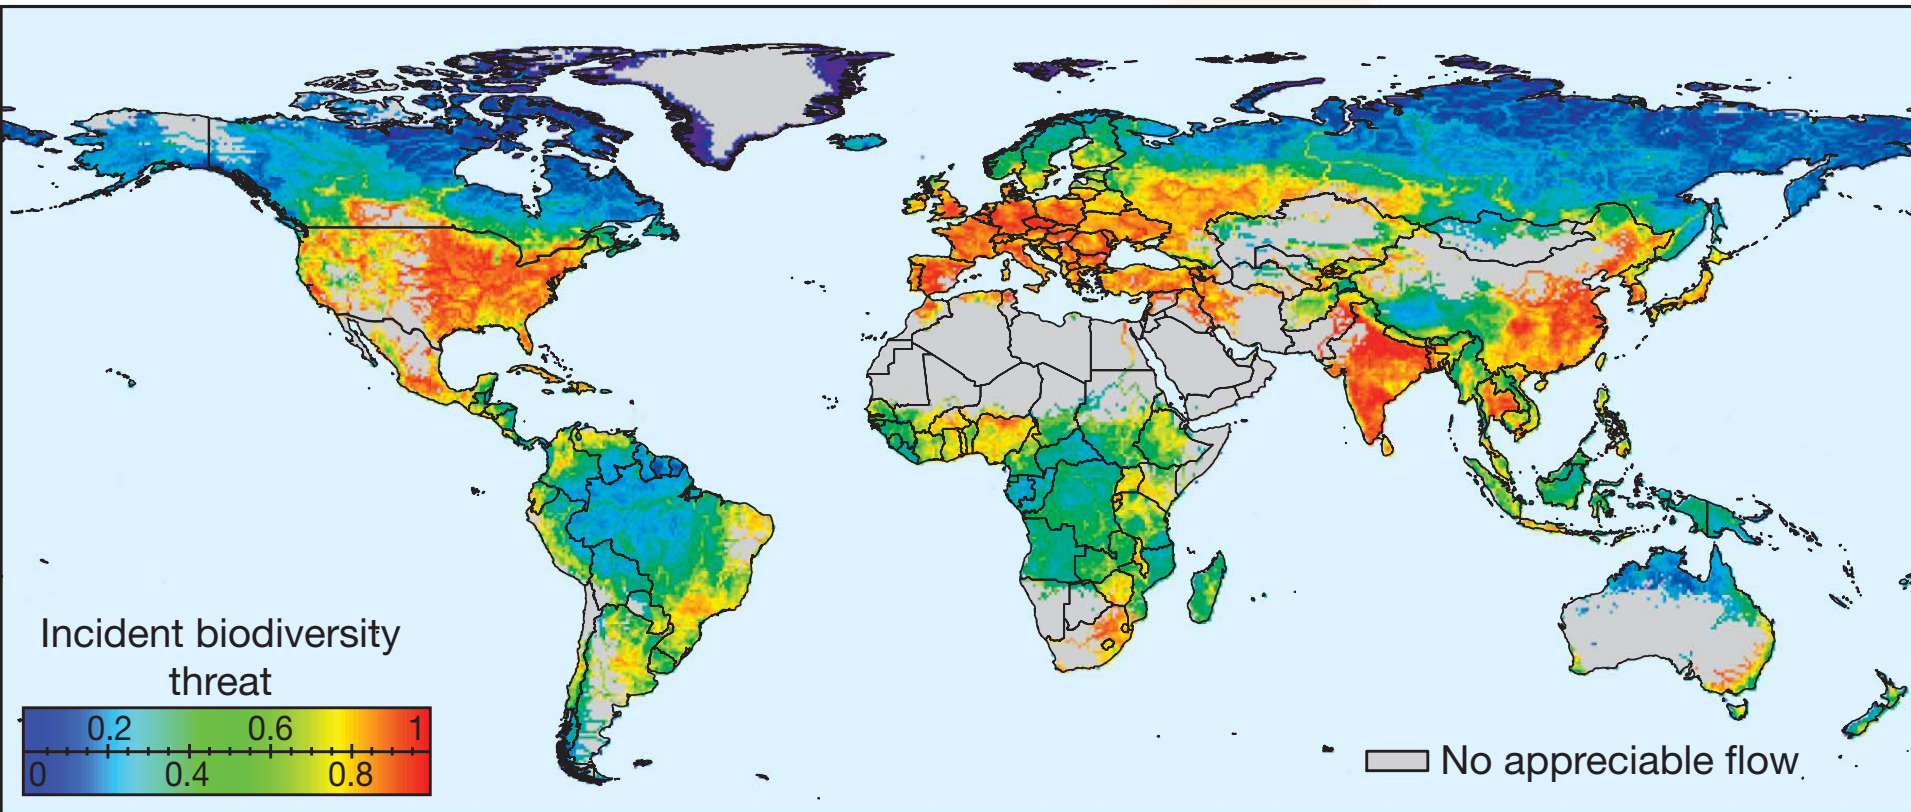 Incident biodiversity
threat
0.2 0.6 1
0 0.4 0.8
No appreciable flow